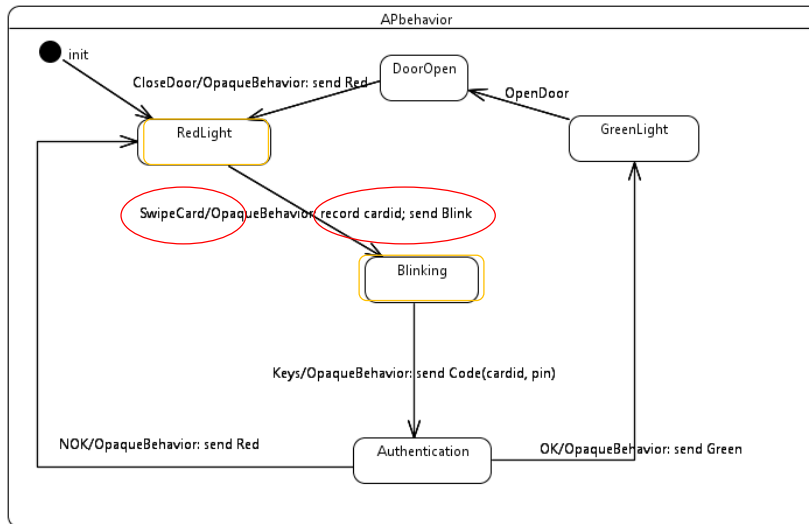 APbehavior
init
DoorOpen
CloseDoor/OpaqueBehavior: send Red
OpenDoor
RedLight
GreenLight
SwipeCard/OpaqueBehavior: record cardid; send Blink
Blinking
Keys/OpaqueBehavior: send Code(cardid, pin)
NOK/OpaqueBehavior: send Red
Authentication
OK/OpaqueBehavior: send Green